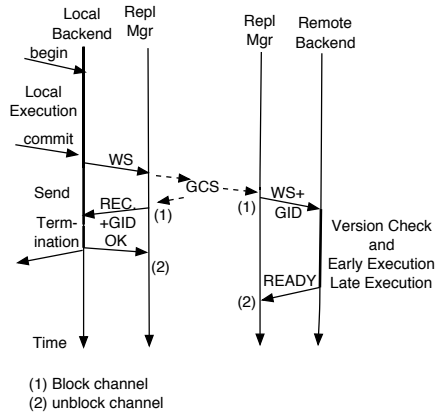 Local
Backend
Repl
Mgr
Repl
Mgr
Remote
Backend
begin
Local
Execution
commit
WS
GCS
WS+
GID
(1)
Send
REC,
+GID
(1)
Term-
ination
OK
(2)
Version Check
and
Early Execution
Late Execution
READY
(2)
Time
(1) Block channel
(2) unblock channel